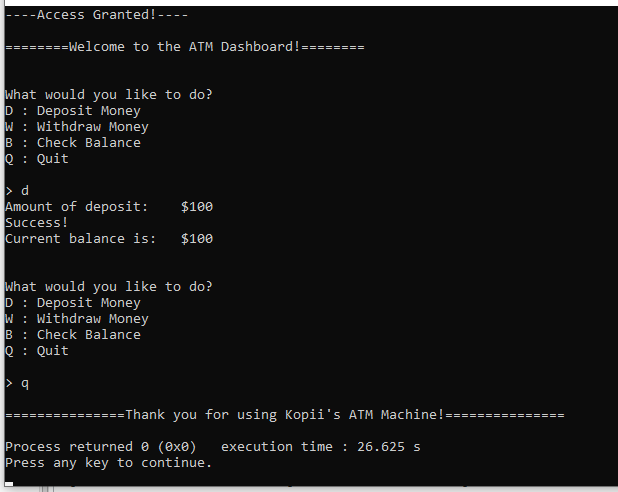 ----Access Granted!----
========Welcome to the ATM Dashboard!========
What would you like to do?
D : Deposit Money
W : Withdraw Money
B : Check Balance
Q : Quit
> d
Amount of deposit:    $100
Success!
Current balance is:   $100
What would you like to do?
D : Deposit Money
W : Withdraw Money
B : Check Balance
Q : Quit
> q
===============Thank you for using Kopii's ATM Machine!===============
Process returned 0 (0x0)   execution time : 26.625 s
Press any key to continue.